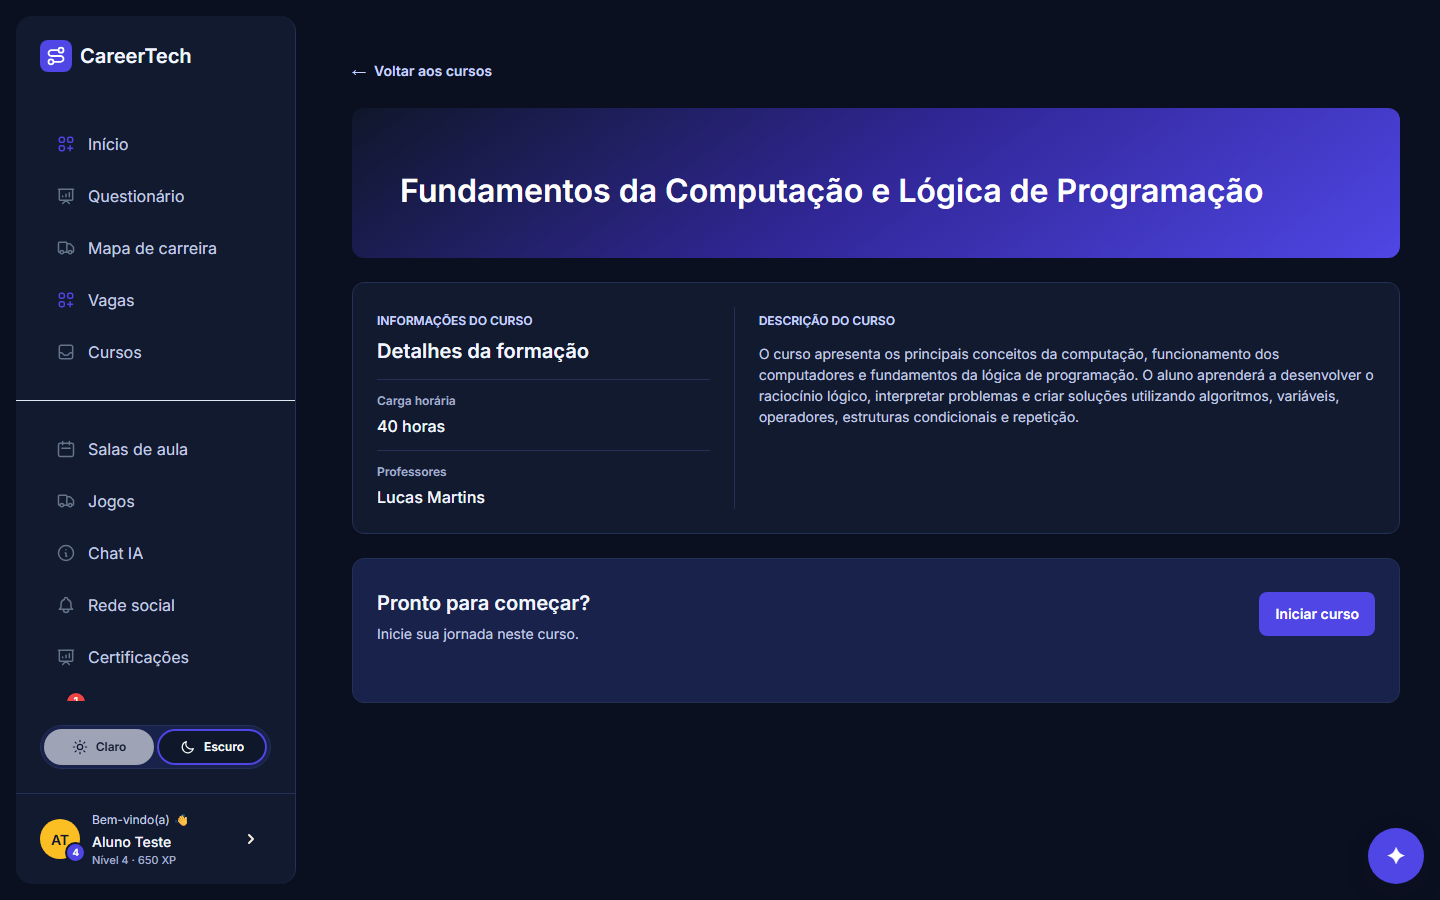 CareerTech
Início
Questionário
Mapa de carreira
Vagas
Cursos
Salas de aula
Jogos
Chat IA
Rede social
Certificações
Claro
Escuro
AT
4
Bem-vindo(a) 👋
Aluno Teste
Nível 4 · 650 XP
← Voltar aos cursos
Fundamentos da Computação e Lógica de Programação
INFORMAÇÕES DO CURSO
Detalhes da formação
Carga horária
40 horas
Professores
Lucas Martins
DESCRIÇÃO DO CURSO
O curso apresenta os principais conceitos da computação, funcionamento dos
computadores e fundamentos da lógica de programação. O aluno aprenderá a desenvolver o
raciocínio lógico, interpretar problemas e criar soluções utilizando algoritmos, variáveis,
operadores, estruturas condicionais e repetição.
Pronto para começar?
Inicie sua jornada neste curso.
Iniciar curso